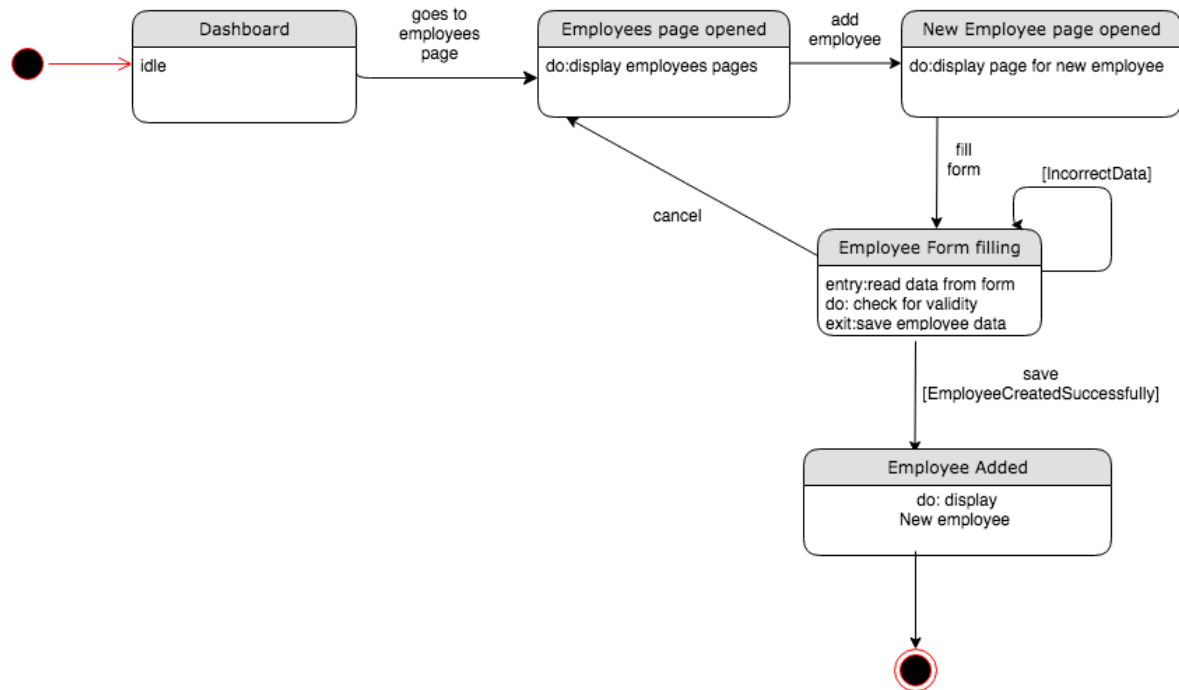 Dashboard
idle
goes to
employees
page
Employees page opened
do:display employees pages
add
employee
New Employee page opened
do:display page for new employee
fill
form
[IncorrectData]
cancel
Employee Form filling
entry:read data from form
do: check for validity
exit:save employee data
save
[EmployeeCreatedSuccessfully]
Employee Added
do: display
New employee